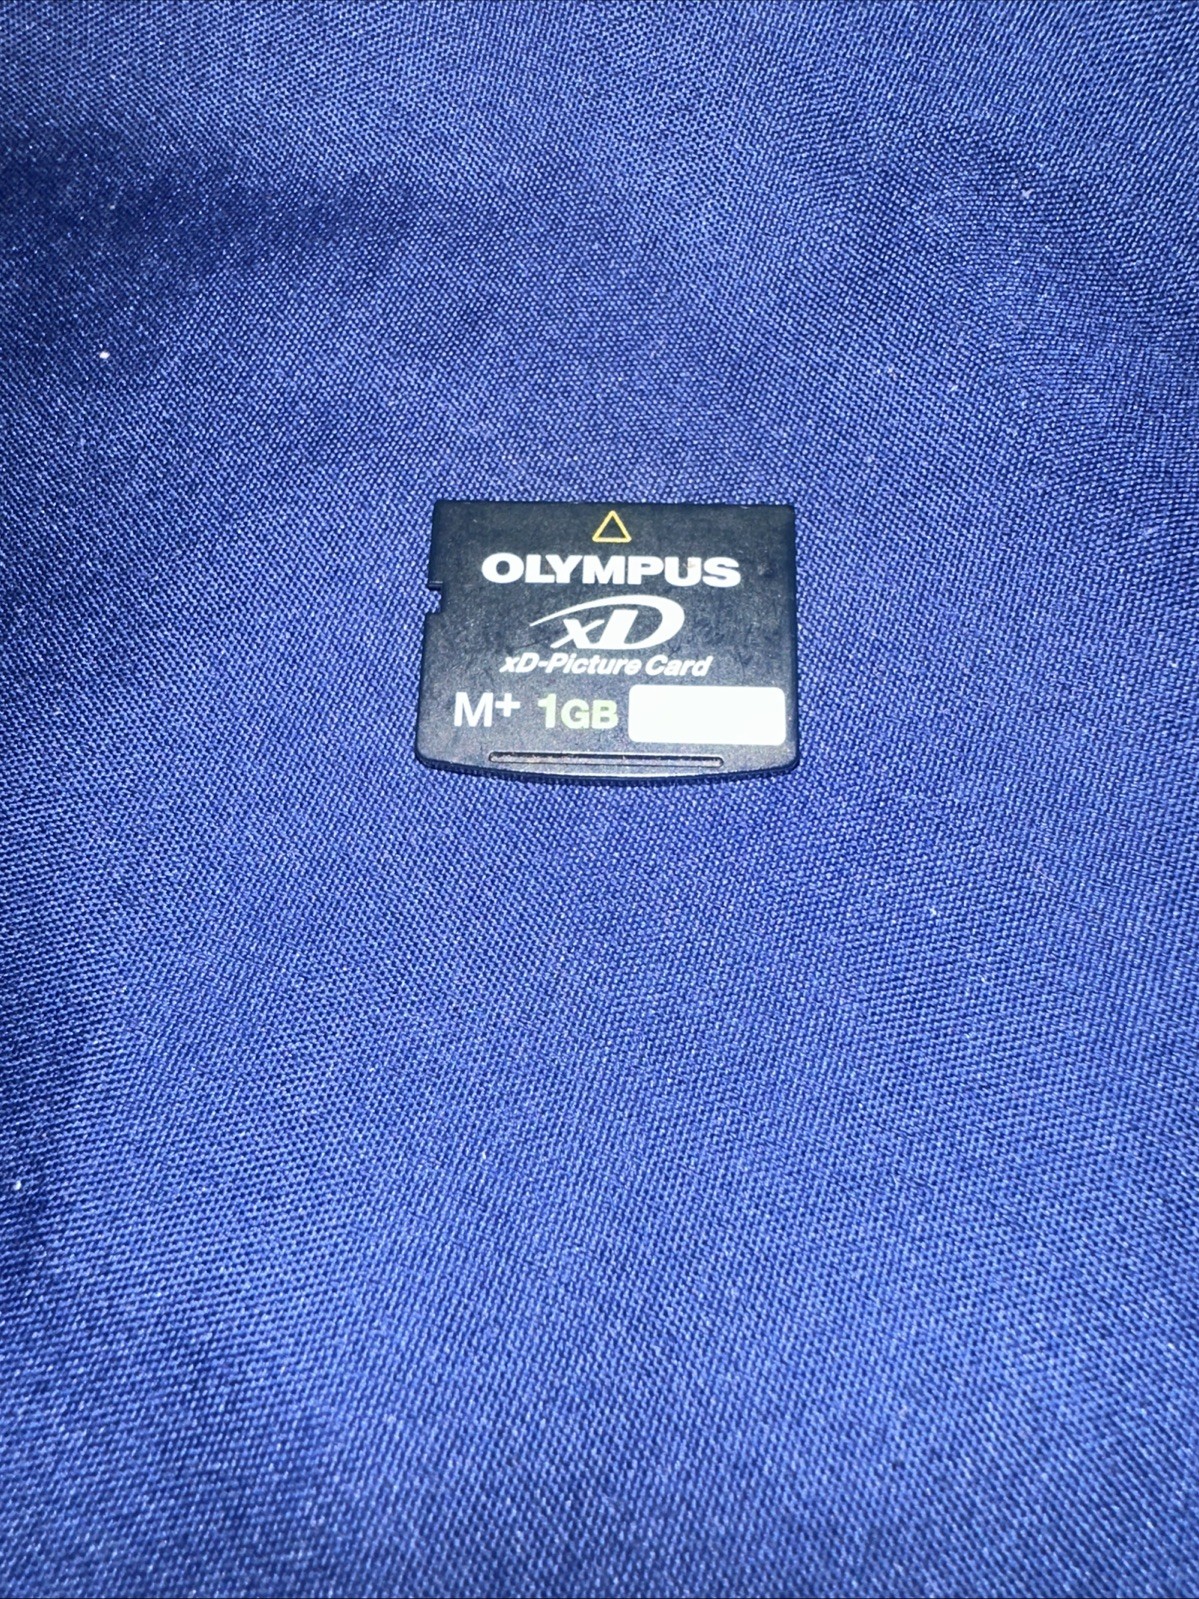 OLYMPUS
xD
xD-Picture Card
M+ 1GB